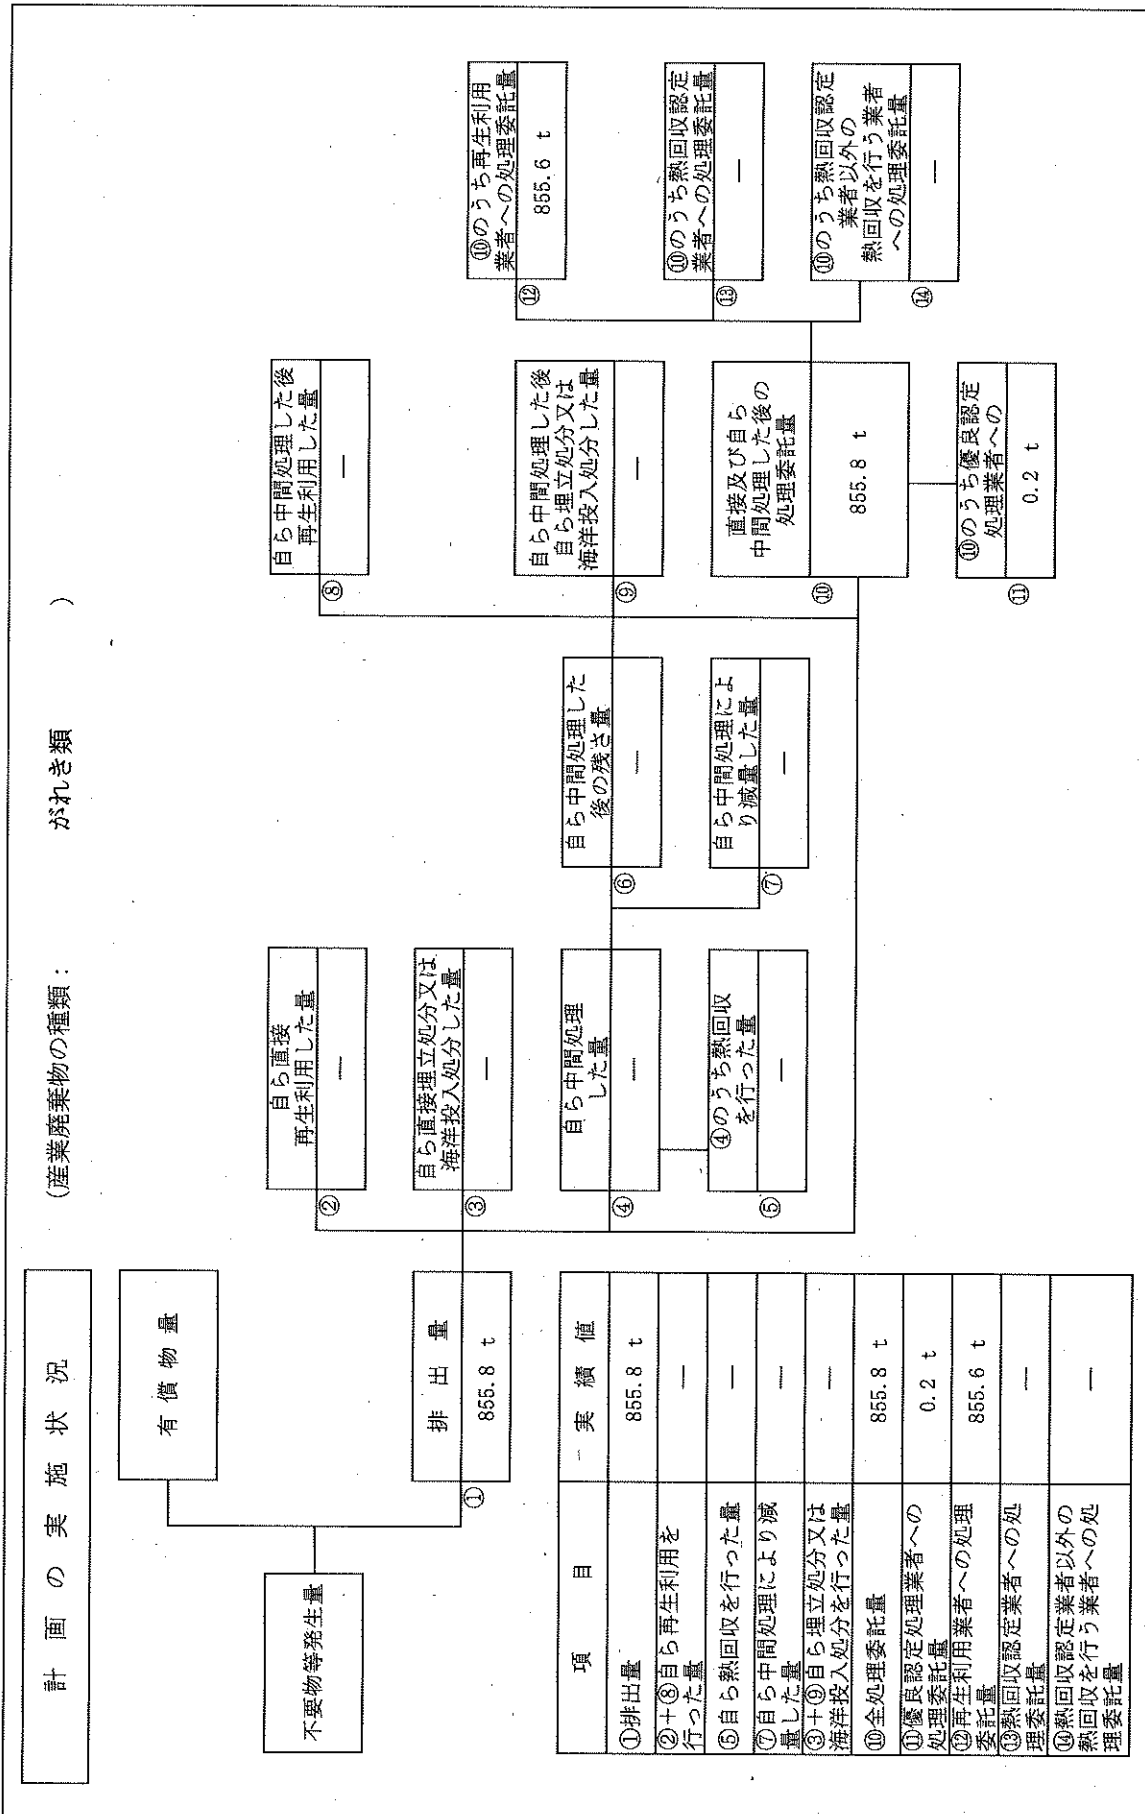 計画の実施状況
(産業廃棄物の種類: がれき類 )
不要物等発生量
有償物量
①
排出量
855.8 t
②
自ら直接
再生利用した量
—
③
自ら直接埋立処分又は
海洋投入処分した量
—
④
自ら中間処理
した量
—
⑤
④のうち熱回収
を行った量
—
⑥
自ら中間処理した
後の残さ量
—
⑦
自ら中間処理によ
り減量した量
—
⑧
自ら中間処理した後
再生利用した量
—
⑨
自ら中間処理した後
自ら埋立処分又は
海洋投入処分した量
—
⑩
直接及び自ら
中間処理した後の
処理委託量
855.8 t
⑪
⑩のうち優良認定
処理業者への
0.2 t
⑫
⑩のうち再生利用
業者への処理委託量
855.6 t
⑬
⑩のうち熱回収認定
業者への処理委託量
—
⑭
⑩のうち熱回収認定
業者以外の
熱回収を行う業者
への処理委託量
—
項目 実績値
①排出量 855.8 t
②+⑧自ら再生利用を
行った量 —
⑤自ら熱回収を行った量 —
⑦自ら中間処理により減
量した量 —
③+⑨自ら埋立処分又は
海洋投入処分を行った量 —
⑩全処理委託量 855.8 t
⑪優良認定処理業者への
処理委託量 0.2 t
⑫再生利用業者への処理
委託量 855.6 t
⑬熱回収認定業者への処
理委託量 —
⑭熱回収認定業者以外の
熱回収を行う業者への処
理委託量 —